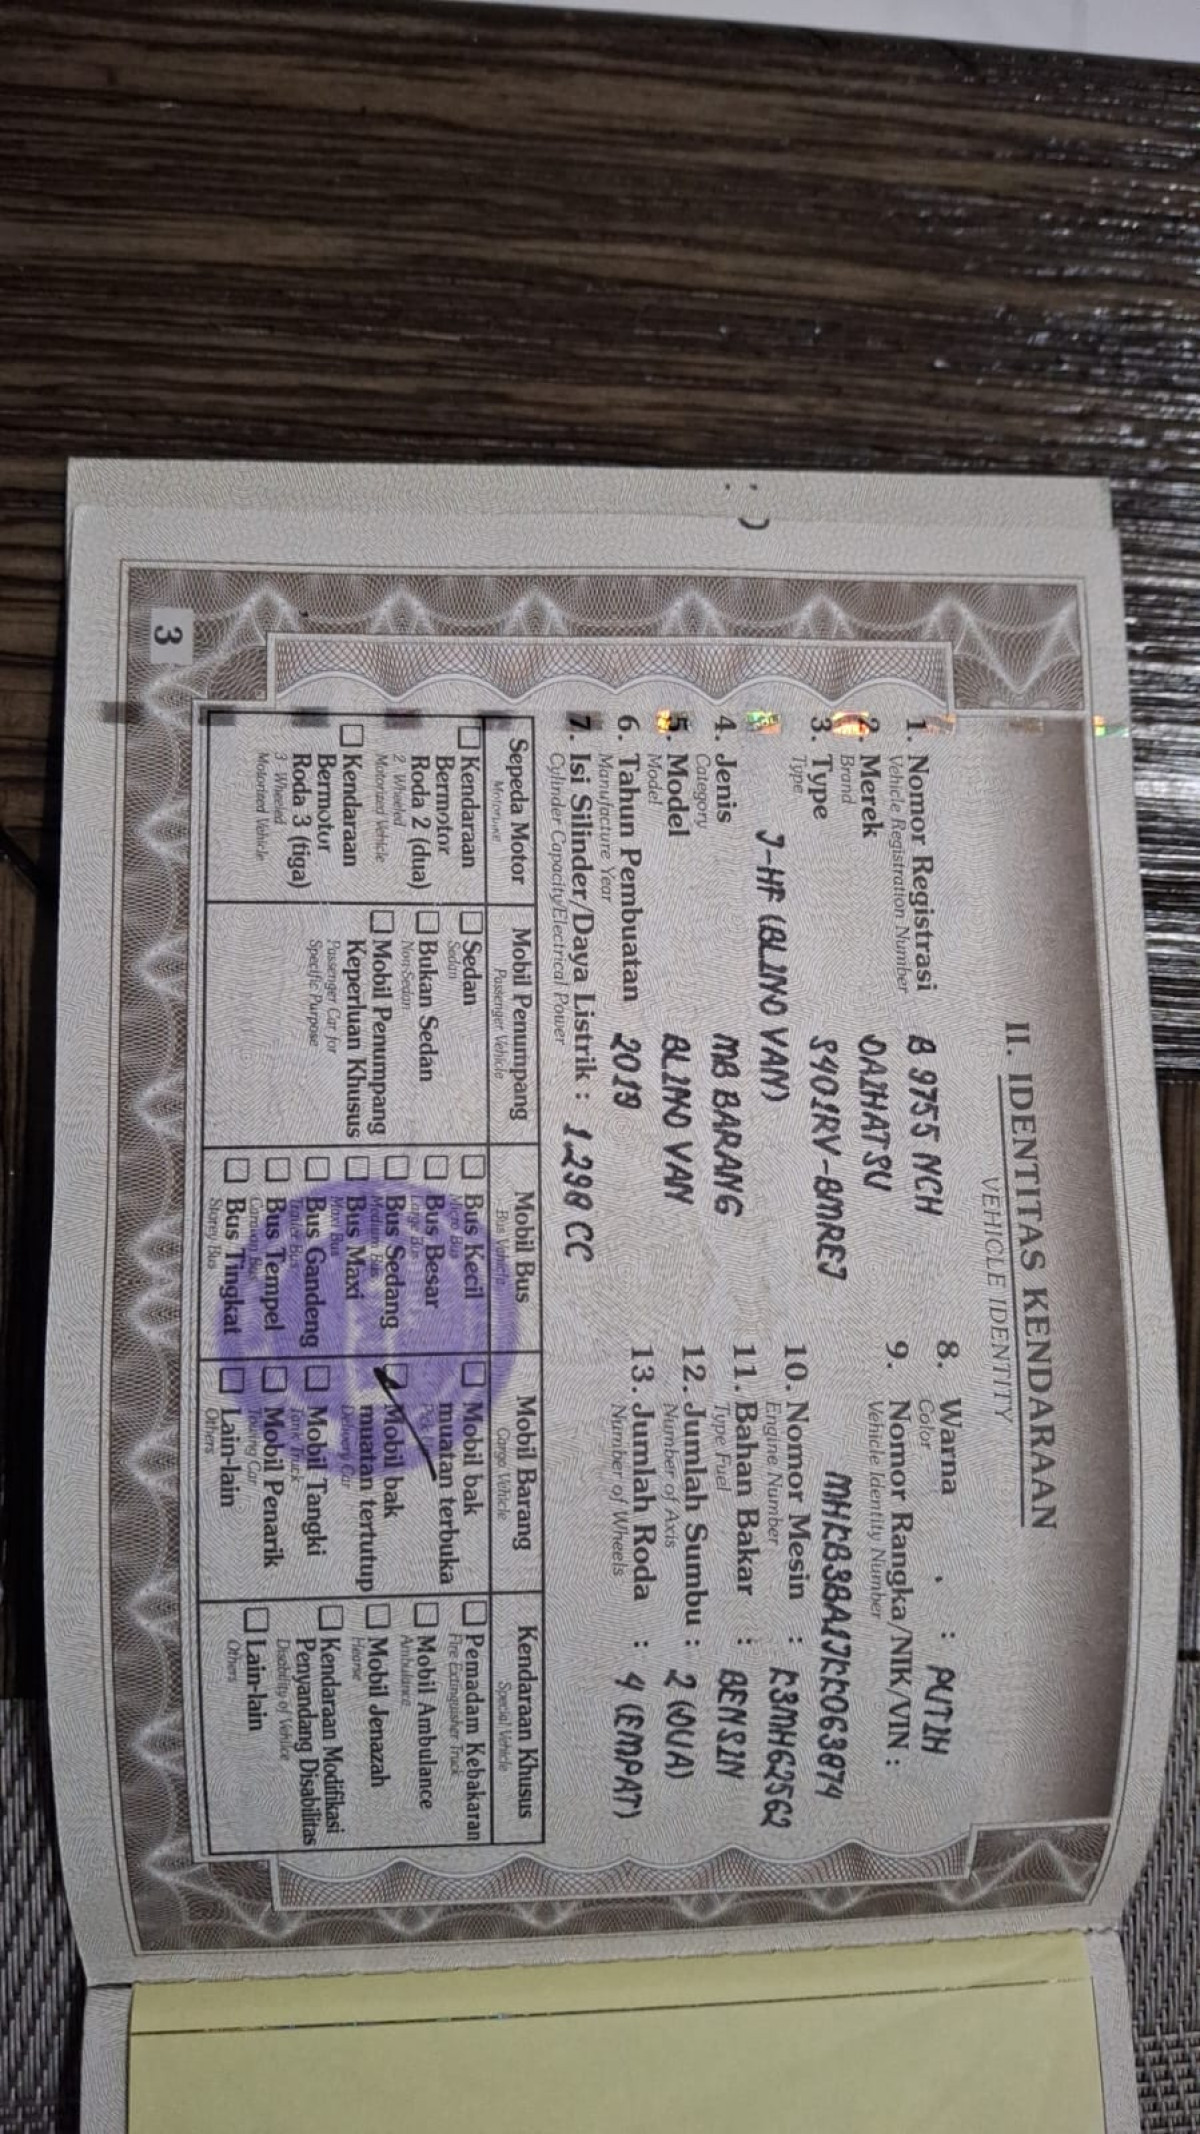 II. IDENTITAS KENDARAAN
VEHICLE IDENTITY
1. Nomor Registrasi B 9755 NCH
Vehicle Registration Number
2. Merek DAIHATSU
Brand
3. Type S401RV-BMREJ
Type
J-HF (BLIND VAN)
4. Jenis MB BARANG
Category
5. Model BLIND VAN
Model
6. Tahun Pembuatan 2019
Manufacture Year
7. Isi Silinder/Daya Listrik : 1.298 CC
Cylinder Capacity/Electrical Power
8. Warna : PUTIH
Color
9. Nomor Rangka/NIK/VIN :
Vehicle Identity Number
MHKB3BA1JKK063874
10. Nomor Mesin : K3MH62562
Engine Number
11. Bahan Bakar : BENSIN
Type Fuel
12. Jumlah Sumbu : 2 (DUA)
Number of Axis
13. Jumlah Roda : 4 (EMPAT)
Number of Wheels
Sepeda Motor
Kendaraan
Bermotor
Roda 2 (dua)
2 Wheeled
Motorized Vehicle
Kendaraan
Bermotor
Roda 3 (tiga)
3 Wheeled
Motorized Vehicle
Mobil Penumpang
Passenger Vehicle
Sedan
Sedan
Bukan Sedan
Non-Sedan
Mobil Penumpang
Keperluan Khusus
Passenger Car for
Specific Purpose
Mobil Bus
Bus Vehicle
Bus Kecil
Micro Bus
Bus Besar
Large Bus
Bus Sedang
Medium Bus
Bus Maxi
Maxi Bus
Bus Gandeng
Trailer Bus
Bus Tempel
Bus Tingkat
Storey Bus
Mobil Barang
Cargo Vehicle
Mobil bak
muatan terbuka
Mobil bak
muatan tertutup
Delivery Car
Mobil Tangki
Tank Truck
Mobil Penarik
Towing Car
Lain-lain
Others
Kendaraan Khusus
Special Vehicle
Pemadam Kebakaran
Fire Extinguisher Truck
Mobil Ambulance
Ambulance
Mobil Jenazah
Hearse
Kendaraan Modifikasi
Penyandang Disabilitas
Disability of Vehicle
Lain-lain
Others
3